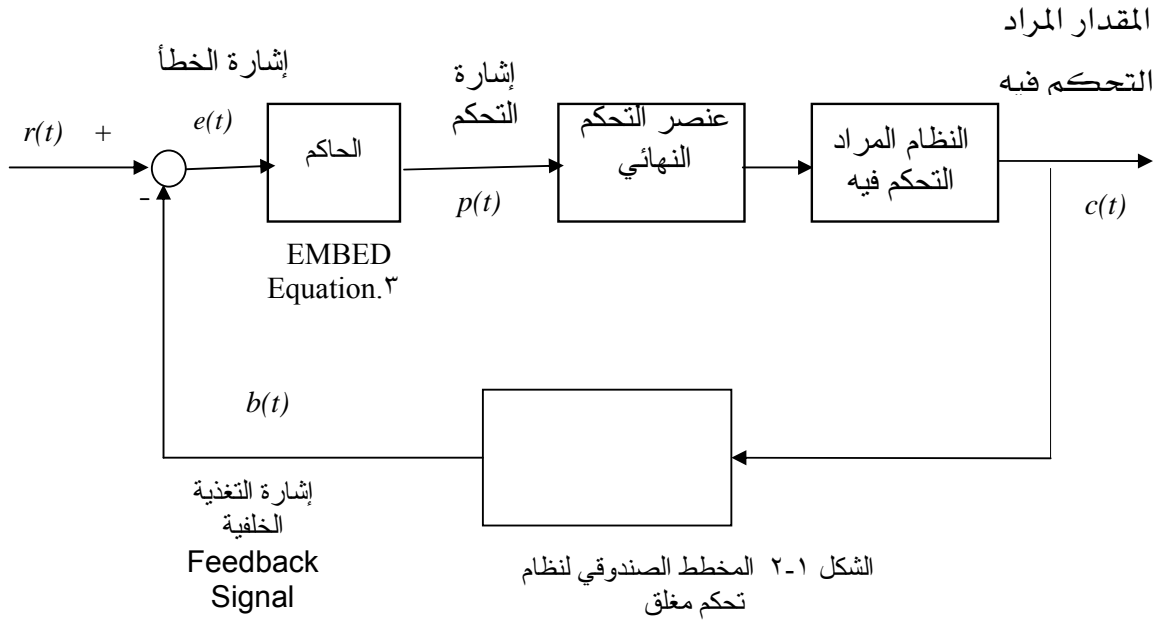 المقدار المراد
التحكم فيه
إشارة الخطأ
إشارة
التحكم
r(t) +
e(t)
الحاكم
عنصر التحكم
النهائي
النظام المراد
التحكم فيه
-
p(t)
c(t)
EMBED
Equation.٣
b(t)
إشارة التغذية
الخلفية
Feedback
Signal
الشكل ١-٢ المخطط الصندوقي لنظام
تحكم مغلق